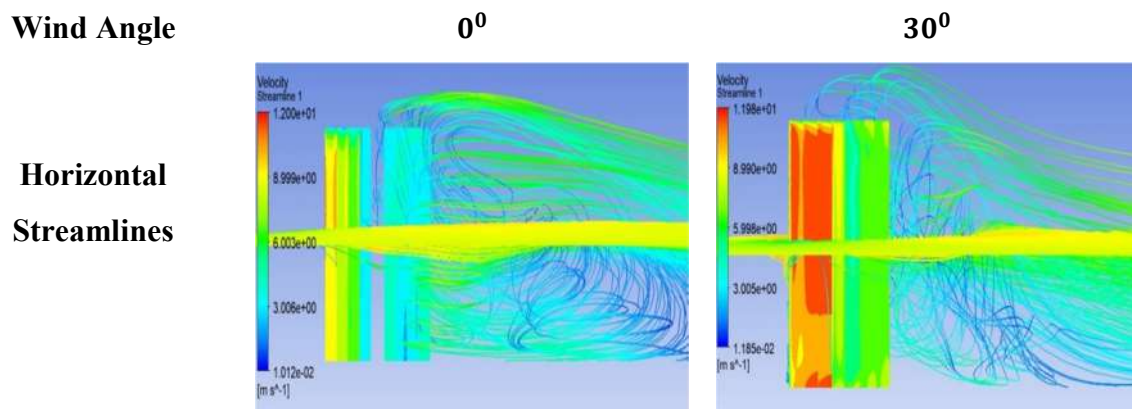 Wind Angle 0⁰ 30⁰
Horizontal
Streamlines
Velocity
Streamline 1
1.200e+01
8.999e+00
6.003e+00
3.006e+00
1.012e-02
[m s^-1]
Velocity
Streamline 1
1.198e+01
8.990e+00
5.998e+00
3.005e+00
1.185e-02
[m s^-1]